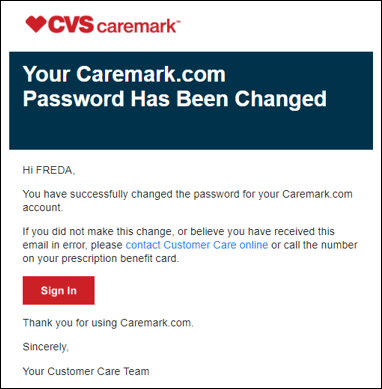 CVS caremark™
Your Caremark.com
Password Has Been Changed
Hi FREDA,
You have successfully changed the password for your Caremark.com
account.
If you did not make this change, or believe you have received this
email in error, please contact Customer Care online or call the number
on your prescription benefit card.
Sign In
Thank you for using Caremark.com.
Sincerely,
Your Customer Care Team